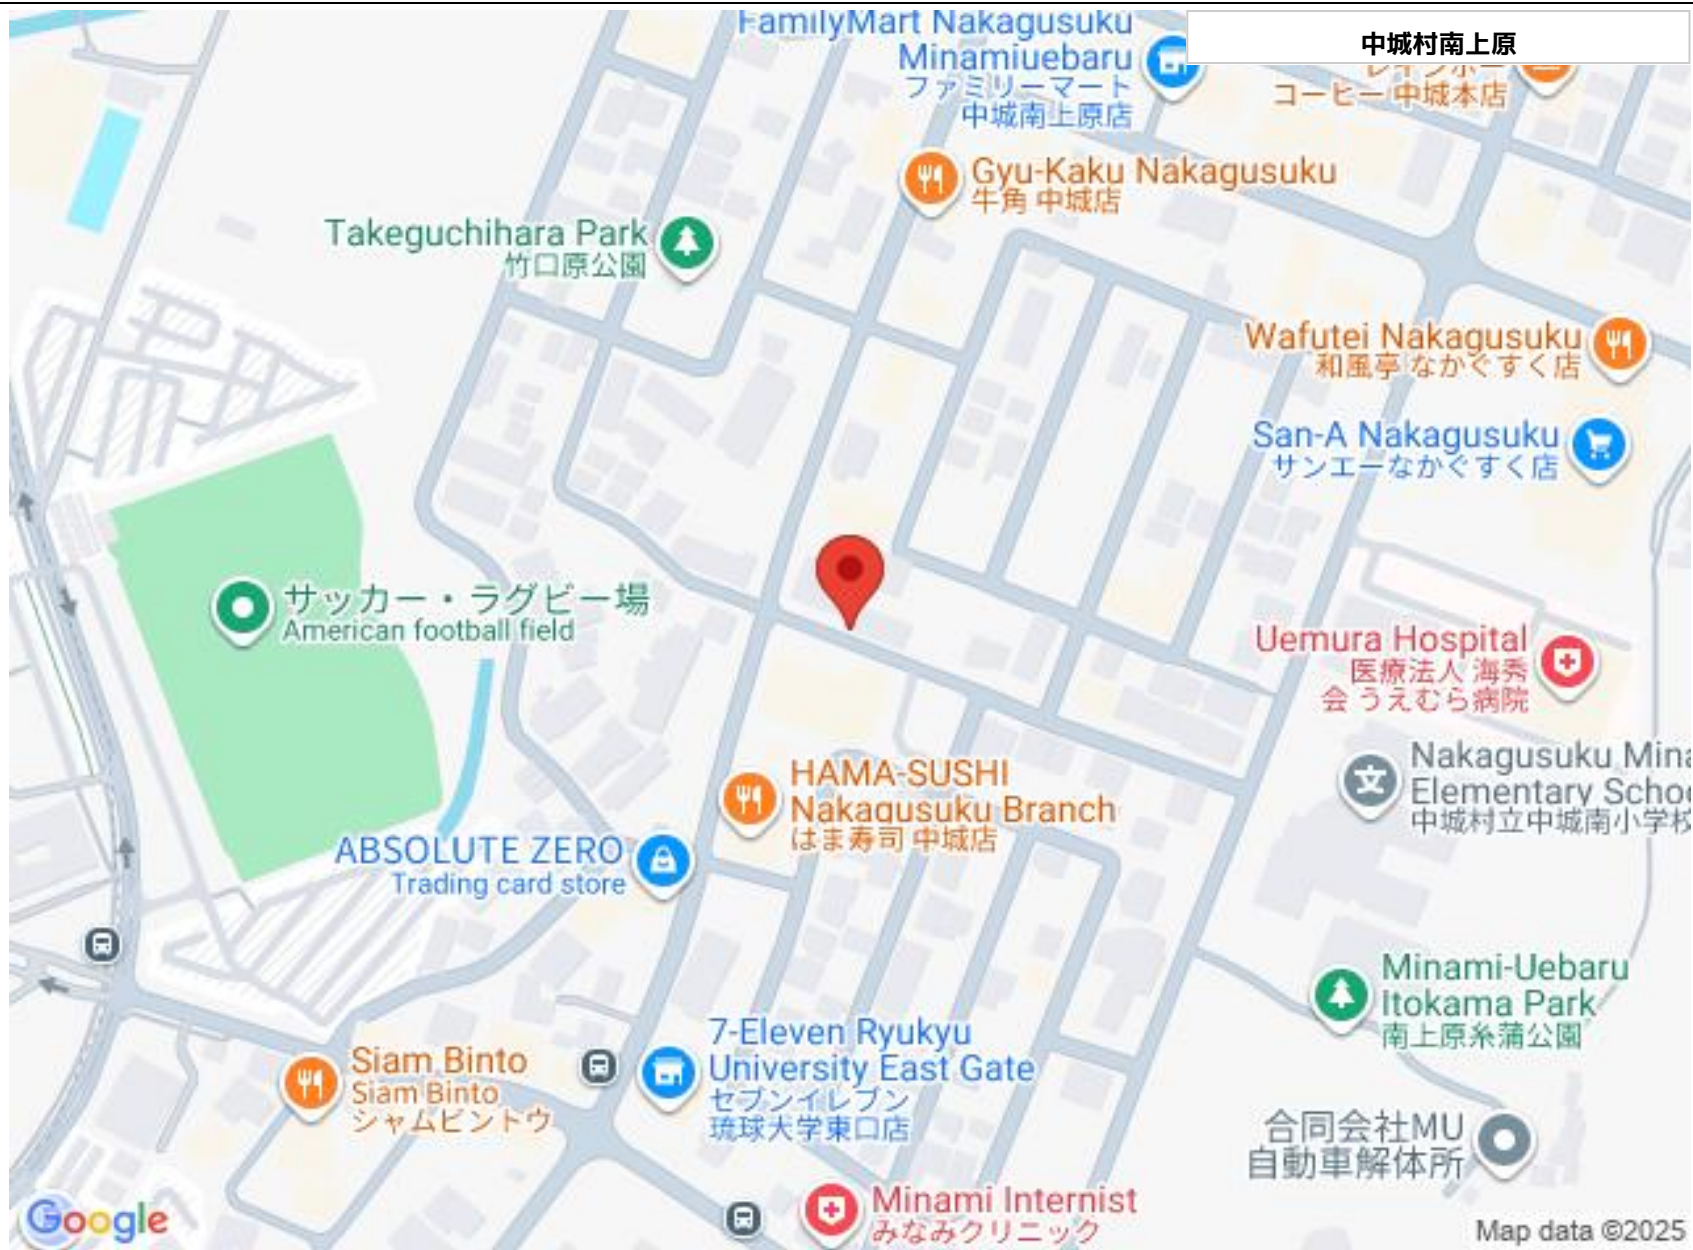 FamilyMart Nakagusuku
Minamiuebaru
ファミリーマート
中城南上原店
中城村南上原
レインボー
コーヒー 中城本店
Gyu-Kaku Nakagusuku
牛角 中城店
Takeguchihara Park
竹口原公園
Wafutei Nakagusuku
和風亭 なかぐすく店
San-A Nakagusuku
サンエーなかぐすく店
サッカー・ラグビー場
American football field
Uemura Hospital
医療法人 海秀
会 うえむら病院
Nakagusuku Mina
Elementary Schoo
中城村立中城南小学校
HAMA-SUSHI
Nakagusuku Branch
はま寿司 中城店
ABSOLUTE ZERO
Trading card store
Minami-Uebaru
Itokama Park
南上原糸蒲公園
7-Eleven Ryukyu
University East Gate
セブンイレブン
琉球大学東口店
Siam Binto
Siam Binto
シャムビントウ
合同会社MU
自動車解体所
Minami Internist
みなみクリニック
Google
Map data ©2025